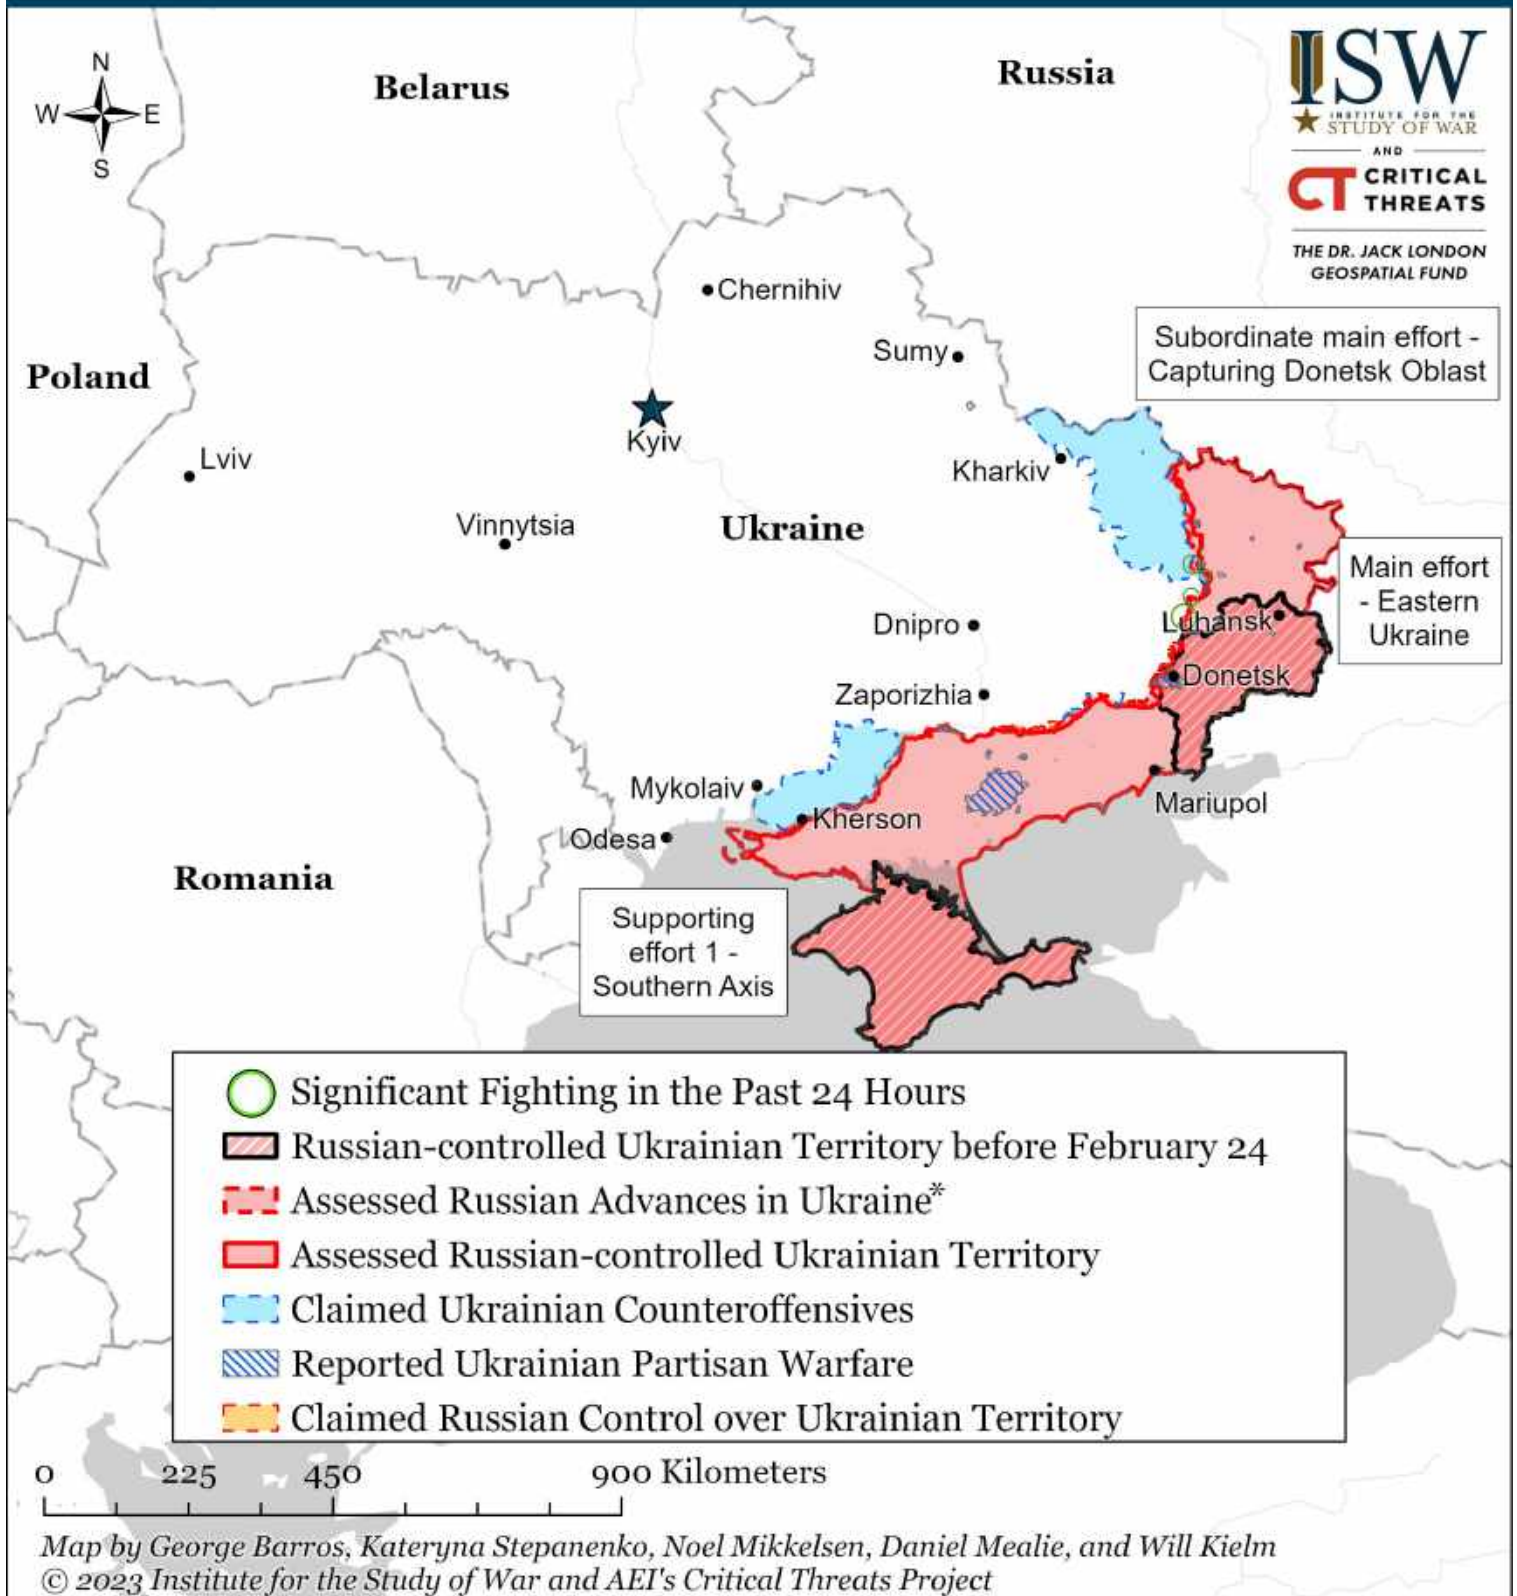 N
W
E
S
Belarus
Russia
ISW
INSTITUTE FOR THE
STUDY OF WAR
AND
CT CRITICAL
THREATS
THE DR. JACK LONDON
GEOSPATIAL FUND
Chernihiv
Subordinate main effort -
Capturing Donetsk Oblast
Sumy
Poland
Kyiv
Lviv
Kharkiv
Vinnytsia
Ukraine
Main effort
- Eastern
Ukraine
Dnipro
Luhansk
Donetsk
Zaporizhia
Mykolaiv
Mariupol
Kherson
Odesa
Romania
Supporting
effort 1 -
Southern Axis
Significant Fighting in the Past 24 Hours
Russian-controlled Ukrainian Territory before February 24
Assessed Russian Advances in Ukraine*
Assessed Russian-controlled Ukrainian Territory
Claimed Ukrainian Counteroffensives
Reported Ukrainian Partisan Warfare
Claimed Russian Control over Ukrainian Territory
0 225 450 900 Kilometers
Map by George Barros, Kateryna Stepanenko, Noel Mikkelsen, Daniel Mealie, and Will Kielm
© 2023 Institute for the Study of War and AEI's Critical Threats Project